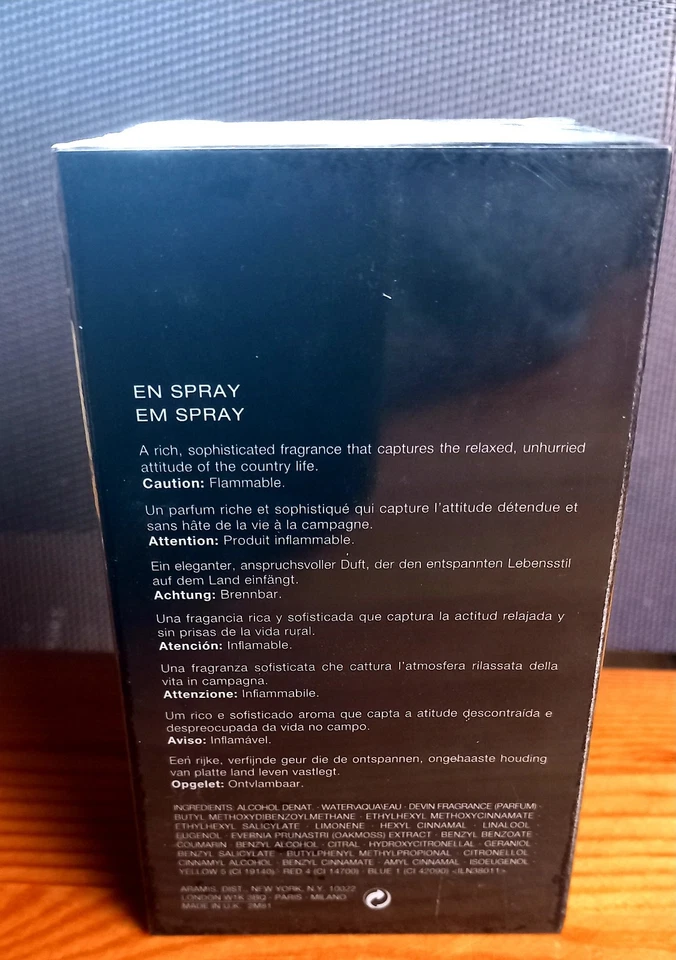 EN SPRAY
EM SPRAY
A rich, sophisticated fragrance that captures the relaxed, unhurried
attitude of the country life.
Caution: Flammable.
Un parfum riche et sophistiqué qui capture l'attitude détendue et
sans hâte de la vie à la campagne.
Attention: Produit inflammable.
Ein eleganter, anspruchsvoller Duft, der den entspannten Lebensstil
auf dem Land einfängt.
Achtung: Brennbar.
Una fragancia rica y sofisticada que captura la actitud relajada y
sin prisas de la vida rural.
Atención: Inflamable.
Una fragranza sofisticata che cattura l'atmosfera rilassata della
vita in campagna.
Attenzione: Infiammabile.
Um rico e sofisticado aroma que capta a atitude descontraída e
despreocupada da vida no campo.
Aviso: Inflamável.
Een rijke, verfijnde geur die de ontspannen, ongehaaste houding
van platte land leven vastlegt.
Opgelet: Ontvlambaar.
INGREDIENTS: ALCOHOL DENAT. · WATER\AQUA\EAU · DEVIN FRAGRANCE (PARFUM) ·
BUTYL METHOXYDIBENZOYLMETHANE · ETHYLHEXYL METHOXYCINNAMATE
ETHYLHEXYL SALICYLATE · LIMONENE · HEXYL CINNAMAL · LINALOOL
EUGENOL · EVERNIA PRUNASTRI (OAKMOSS) EXTRACT · BENZYL BENZOATE
COUMARIN · BENZYL ALCOHOL · CITRAL · HYDROXYCITRONELLAL · GERANIOL
BENZYL SALICYLATE · BUTYLPHENYL METHYLPROPIONAL · CITRONELLOL
CINNAMYL ALCOHOL · BENZYL CINNAMATE · AMYL CINNAMAL · ISOEUGENOL
YELLOW 5 (CI 19140) · RED 4 (CI 14700) · BLUE 1 (CI 42090) <ILN38011>
ARAMIS DIST., NEW YORK, N.Y. 10022
LONDON W1K 3BQ · PARIS · MILANO
MADE IN U.K.